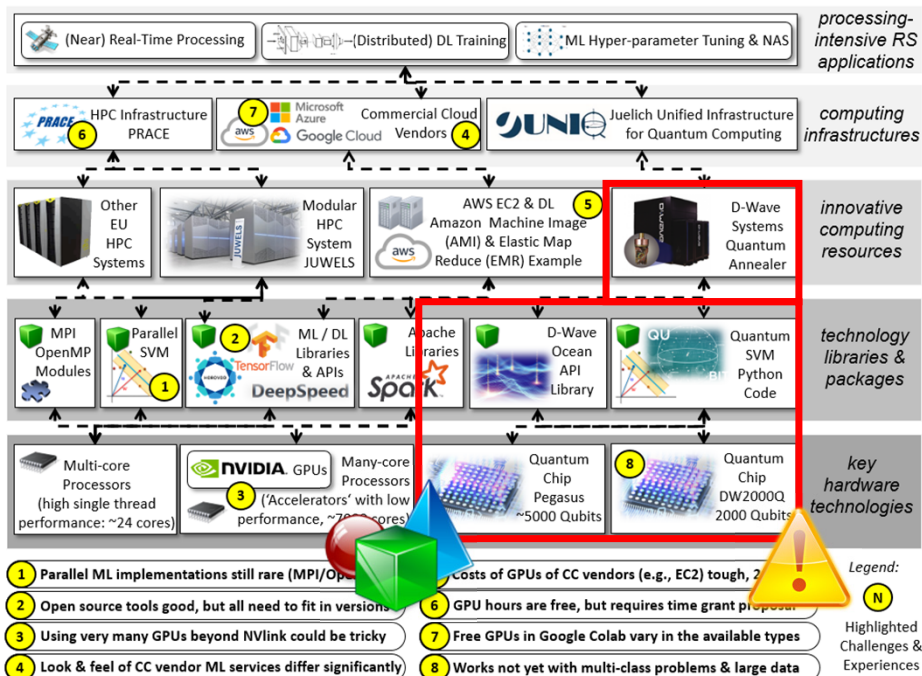 (Near) Real-Time Processing
(Distributed) DL Training
ML Hyper-parameter Tuning & NAS
processing-
intensive RS
applications
PRACE
6
HPC Infrastructure
PRACE
7
Microsoft
Azure
aws
Google Cloud
Commercial Cloud
Vendors
4
JUNIQ
Juelich Unified Infrastructure
for Quantum Computing
computing
infrastructures
Other
EU
HPC
Systems
JUWELS
Modular
HPC
System
JUWELS
aws
AWS EC2 & DL
Amazon Machine Image
(AMI) & Elastic Map
Reduce (EMR) Example
5
D-Wave
Systems
Quantum
Annealer
innovative
computing
resources
MPI
OpenMP
Modules
Parallel
SVM
1
2
HOROVOD
TensorFlow
ML / DL
Libraries
& APIs
DeepSpeed
Apache
Libraries
APACHE
Spark
D-Wave
Ocean
API
Library
QU
BIT
Quantum
SVM
Python
Code
technology
libraries &
packages
Multi-core
Processors
(high single thread
performance: ~24 cores)
NVIDIA. GPUs
3
Many-core
Processors
('Accelerators' with low
performance, cores)
Quantum
Chip
Pegasus
~5000 Qubits
8
Quantum
Chip
DW2000Q
2000 Qubits
key
hardware
technologies
1 Parallel ML implementations still rare
2 Open source tools good, but all need to fit in versions
3 Using very many GPUs beyond NVlink could be tricky
4 Look & feel of CC vendor ML services differ significantly
Costs of GPUs of CC vendors (e.g., EC2) tough,
6 GPU hours are free, but requires time grant proposal
7 Free GPUs in Google Colab vary in the available types
8 Works not yet with multi-class problems & large data
Legend:
N
Highlighted
Challenges &
Experiences